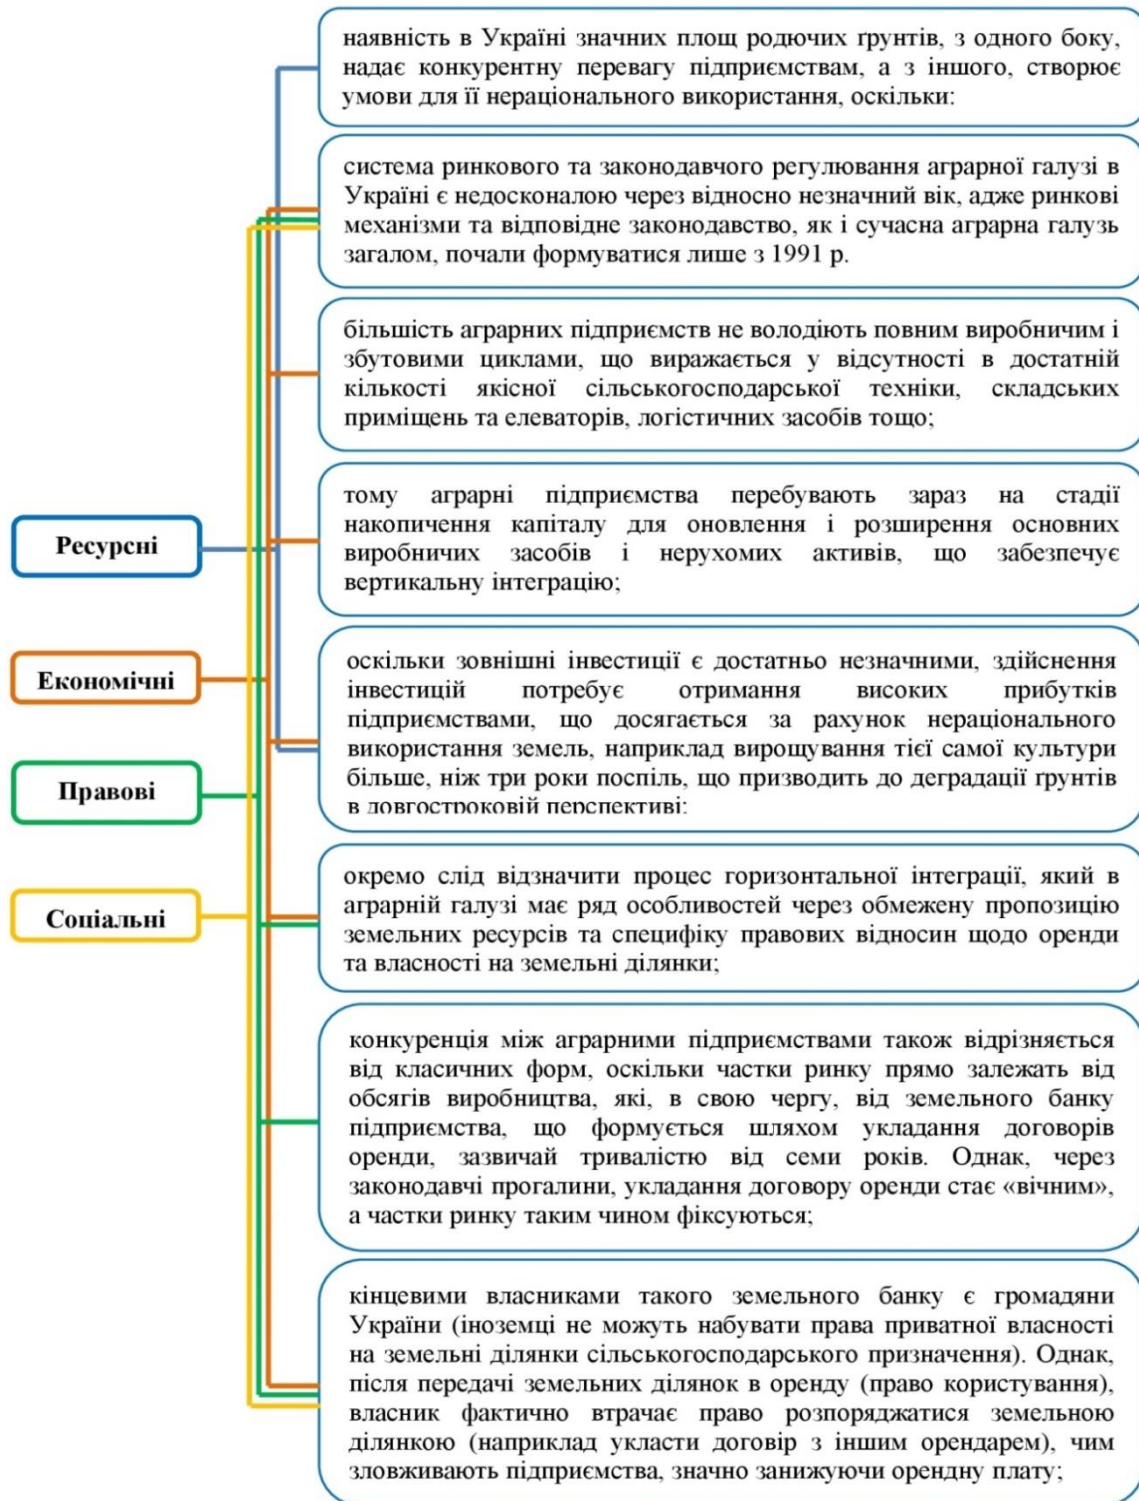 наявність в Україні значних площ родючих ґрунтів, з одного боку,
надає конкурентну перевагу підприємствам, а з іншого, створює
умови для її нераціонального використання, оскільки:
система ринкового та законодавчого регулювання аграрної галузі в
Україні є недосконалою через відносно незначний вік, адже ринкові
механізми та відповідне законодавство, як і сучасна аграрна галузь
загалом, почали формуватися лише з 1991 р.
більшість аграрних підприємств не володіють повним виробничим і
збутовими циклами, що виражається у відсутності в достатній
кількості якісної сільськогосподарської техніки, складських
приміщень та елеваторів, логістичних засобів тощо;
тому аграрні підприємства перебувають зараз на стадії
накопичення капіталу для оновлення і розширення основних
виробничих засобів і нерухомих активів, що забезпечує
вертикальну інтеграцію;
Ресурсні
Економічні
Правові
Соціальні
оскільки зовнішні інвестиції є достатньо незначними, здійснення
інвестицій потребує отримання високих прибутків
підприємствами, що досягається за рахунок нераціонального
використання земель, наприклад вирощування тієї самої культури
більше, ніж три роки поспіль, що призводить до деградації ґрунтів
в довгостроковій перспективі;
окремо слід відзначити процес горизонтальної інтеграції, який в
аграрній галузі має ряд особливостей через обмежену пропозицію
земельних ресурсів та специфіку правових відносин щодо оренди
та власності на земельні ділянки;
конкуренція між аграрними підприємствами також відрізняється
від класичних форм, оскільки частки ринку прямо залежать від
обсягів виробництва, які, в свою чергу, від земельного банку
підприємства, що формується шляхом укладання договорів
оренди, зазвичай тривалістю від семи років. Однак, через
законодавчі прогалини, укладання договору оренди стає «вічним»,
а частки ринку таким чином фіксуються;
кінцевими власниками такого земельного банку є громадяни
України (іноземці не можуть набувати права приватної власності
на земельні ділянки сільськогосподарського призначення). Однак,
після передачі земельних ділянок в оренду (право користування),
власник фактично втрачає право розпоряджатися земельною
ділянкою (наприклад укласти договір з іншим орендарем), чим
зловживають підприємства, значно занижуючи орендну плату;